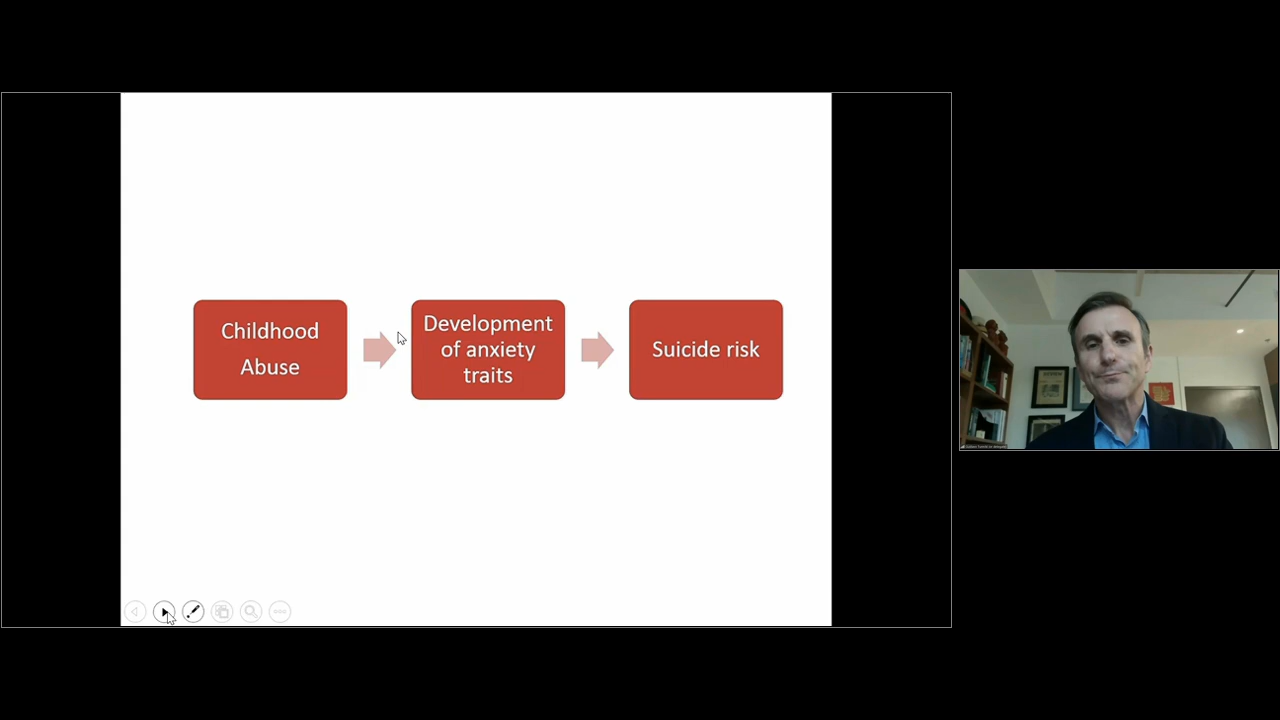 Childhood
Abuse
Development
of anxiety
traits
Suicide risk